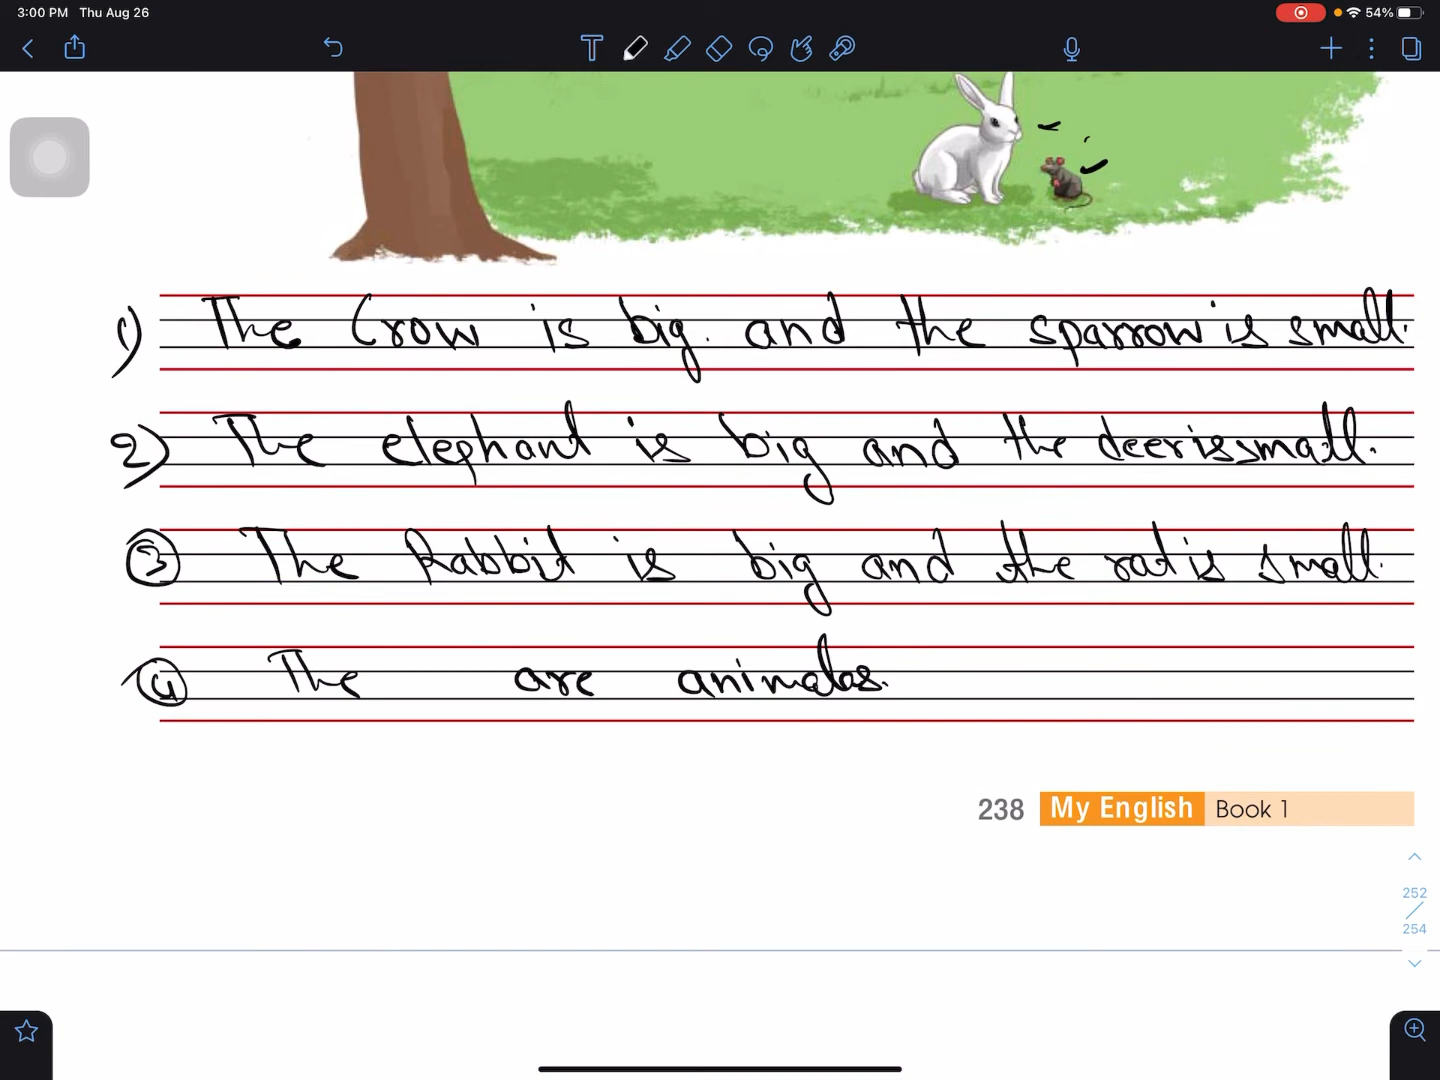 3:00 PM Thu Aug 26 54%
1) The Crow is big. and the sparrow is small.
2) The elephant is big and the deer is small.
3 The Rabbit is big and the rat is small.
4 The are animalas.
238 My English Book 1
252
254